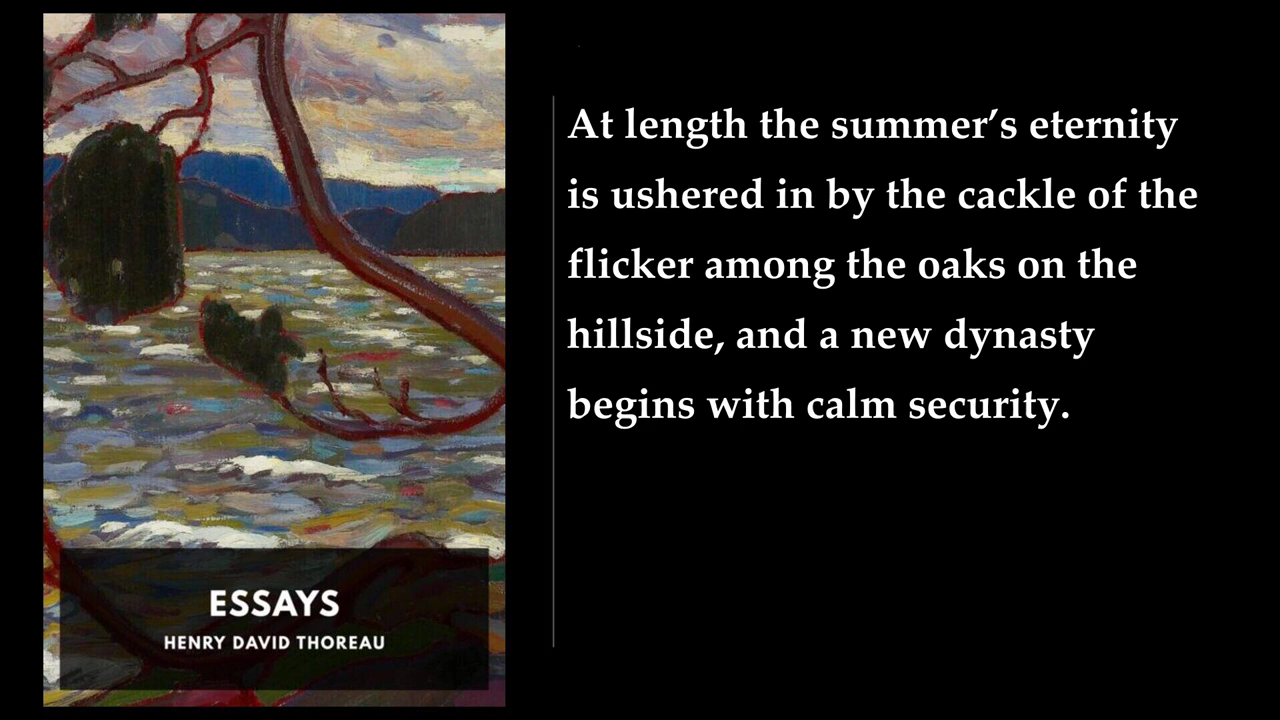 ESSAYS
HENRY DAVID THOREAU
At length the summer’s eternity
is ushered in by the cackle of the
flicker among the oaks on the
hillside, and a new dynasty
begins with calm security.